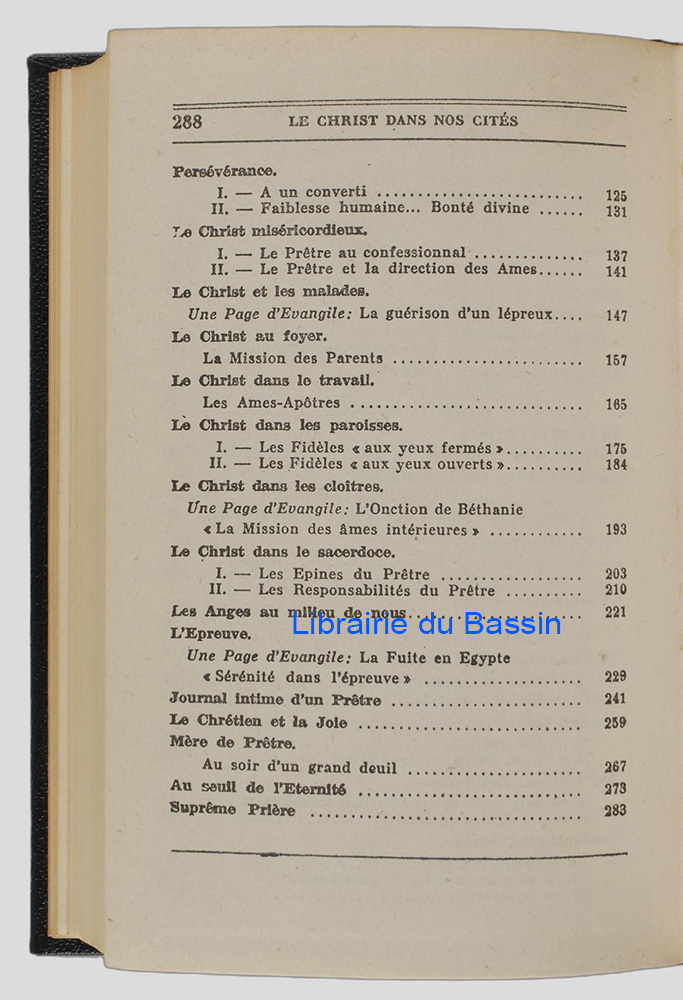 288 LE CHRIST DANS NOS CITÉS
Persévérance.
I. — A un converti .......................... 125
II. — Faiblesse humaine... Bonté divine ...... 131
Le Christ miséricordieux.
I. — Le Prêtre au confessionnal .............. 137
II. — Le Prêtre et la direction des Ames...... 141
Le Christ et les malades.
Une Page d'Evangile: La guérison d'un lépreux.... 147
Le Christ au foyer.
La Mission des Parents ........................ 157
Le Christ dans le travail.
Les Ames-Apôtres ............................. 165
Le Christ dans les paroisses.
I. — Les Fidèles « aux yeux fermés ».......... 175
II. — Les Fidèles « aux yeux ouverts ».......... 184
Le Christ dans les cloîtres.
Une Page d'Evangile: L'Onction de Béthanie
« La Mission des âmes intérieures » ............ 193
Le Christ dans le sacerdoce.
I. — Les Epines du Prêtre .................. 203
II. — Les Responsabilités du Prêtre .......... 210
Les Anges au milieu de nous...................... 221
Librairie du Bassin
L'Epreuve.
Une Page d'Evangile: La Fuite en Egypte
« Sérénité dans l'épreuve » .................... 229
Journal intime d'un Prêtre ........................ 241
Le Chrétien et la Joie ............................ 259
Mère de Prêtre.
Au soir d'un grand deuil ...................... 267
Au seuil de l'Eternité ............................ 273
Suprême Prière .................................. 283